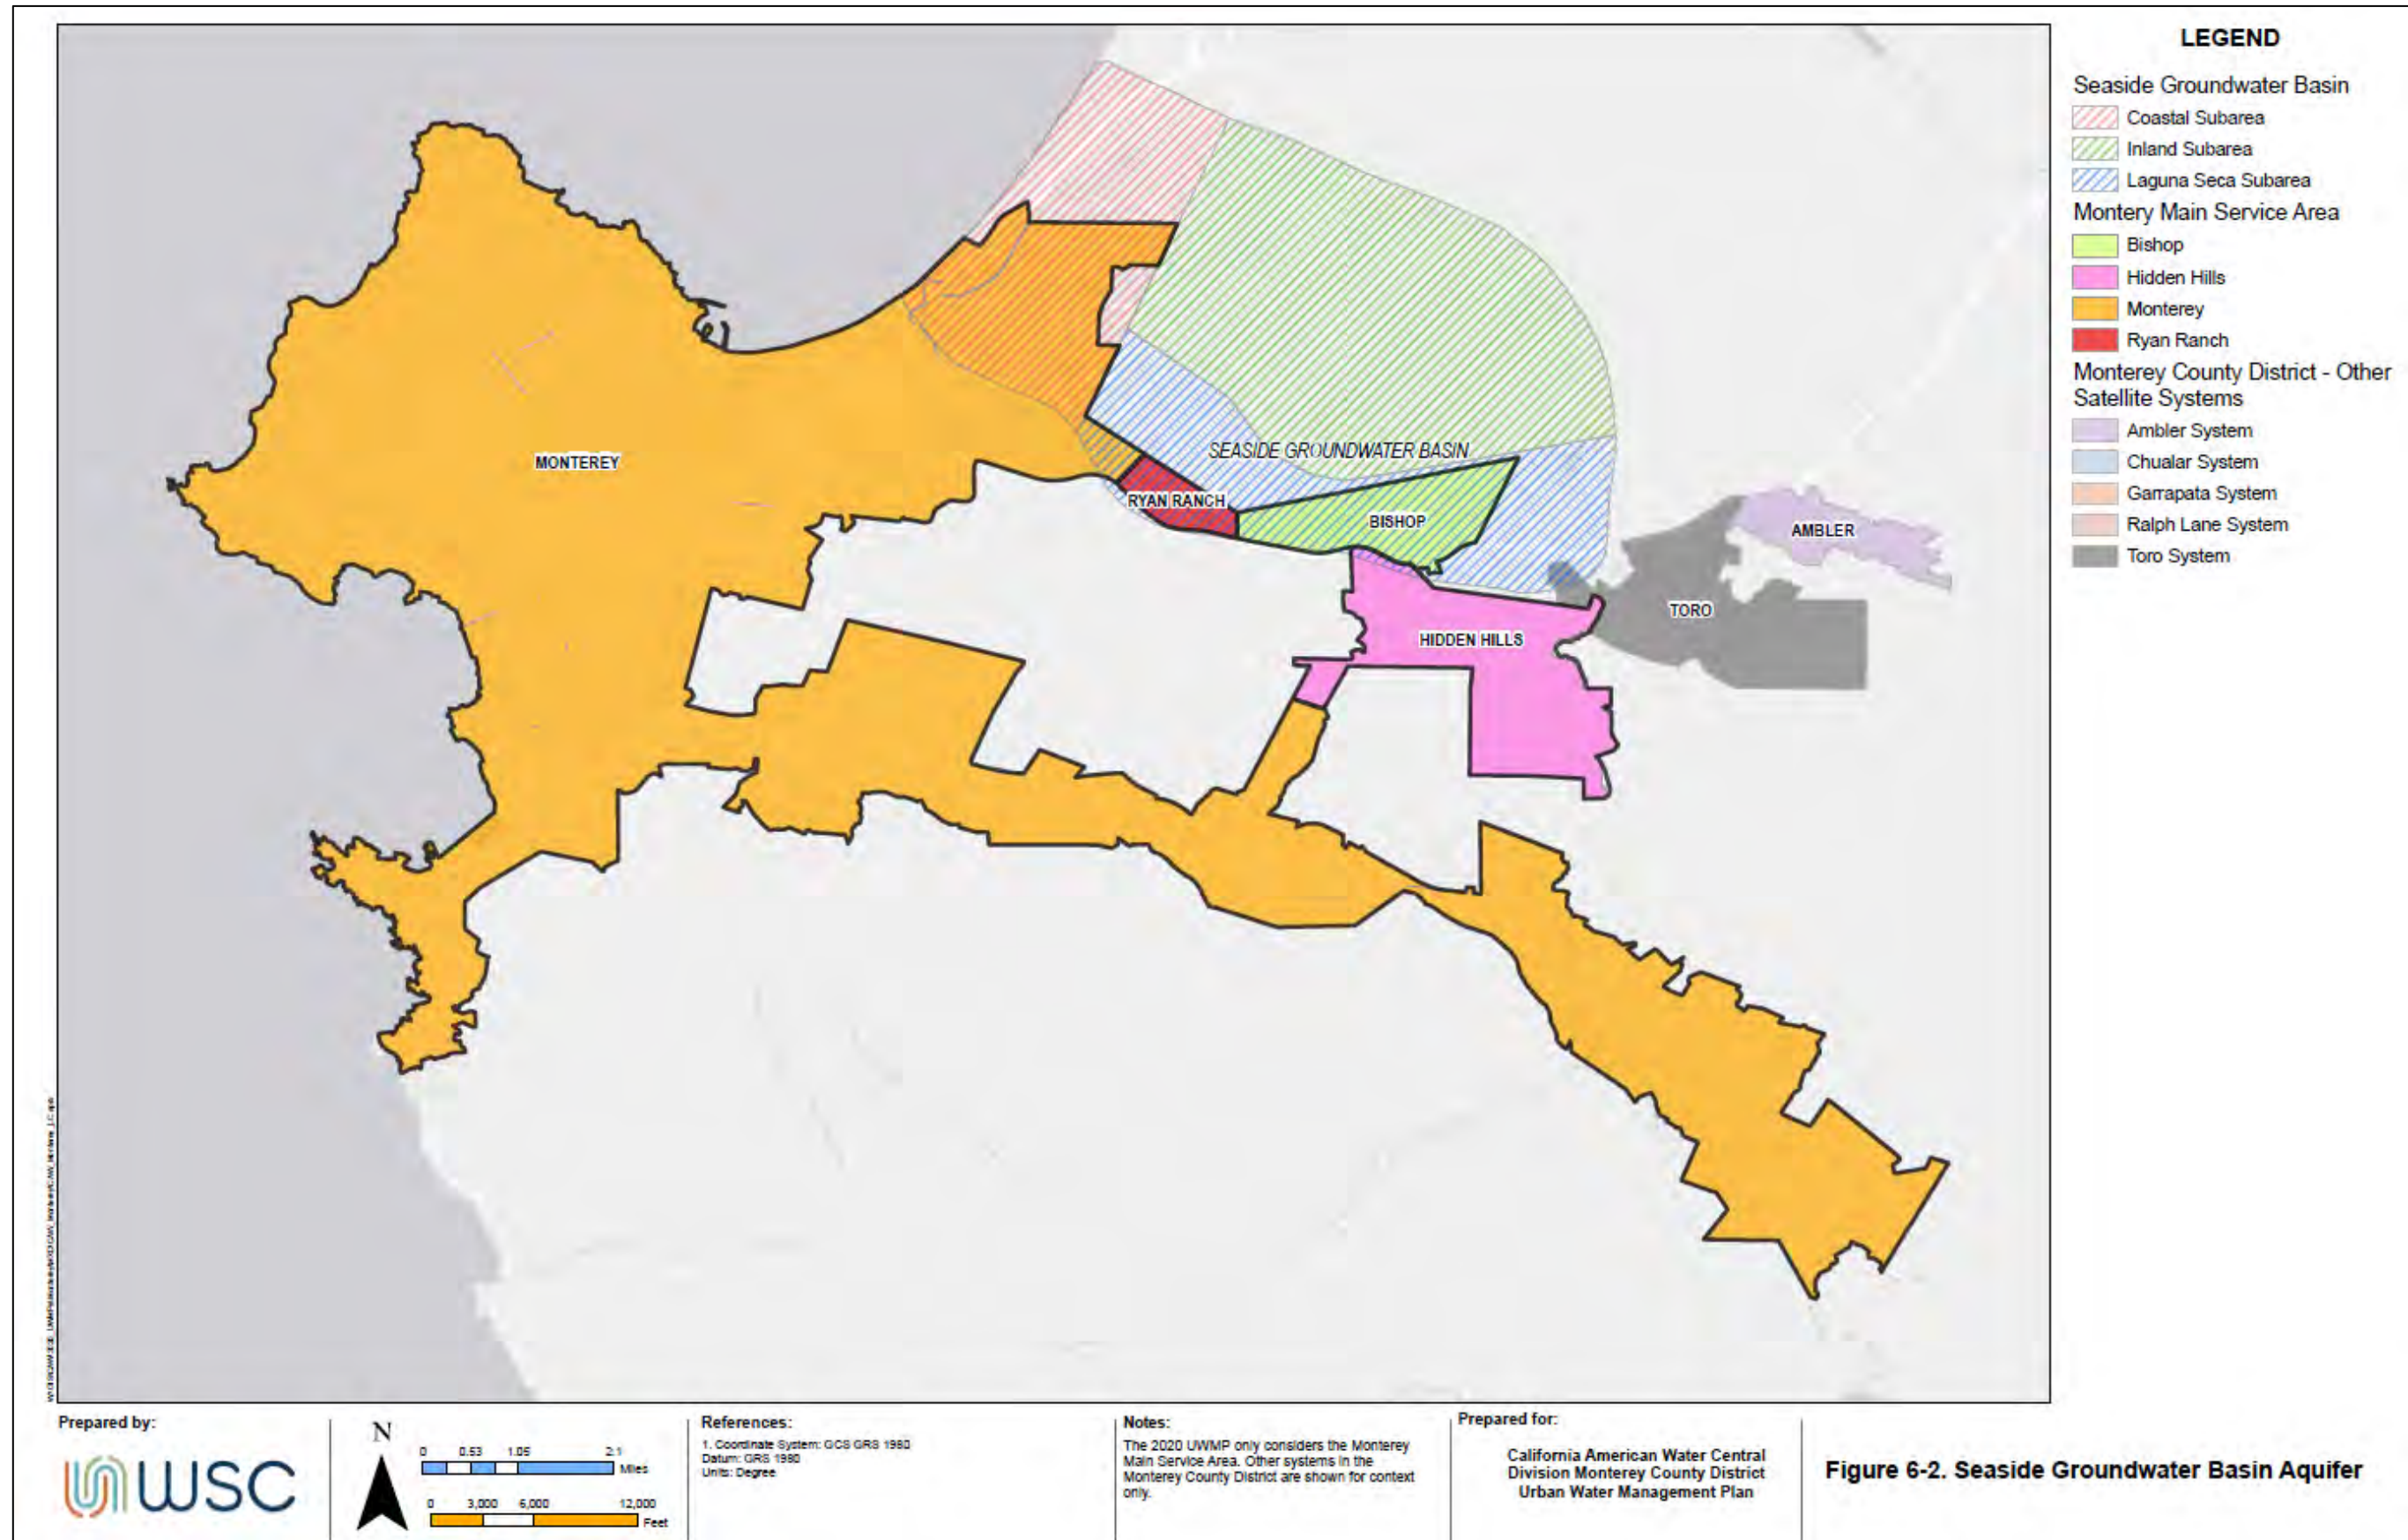 LEGEND
Seaside Groundwater Basin
Coastal Subarea
Inland Subarea
Laguna Seca Subarea
Montery Main Service Area
Bishop
Hidden Hills
Monterey
Ryan Ranch
Monterey County District - Other
Satellite Systems
Ambler System
Chualar System
Garrapata System
Ralph Lane System
Toro System
MONTEREY
SEASIDE GROUNDWATER BASIN
RYAN RANCH
BISHOP
AMBLER
TORO
HIDDEN HILLS
Prepared by:
WSC
N
0 0.53 1.05 2.1
Miles
0 3,000 6,000 12,000
Feet
References:
1. Coordinate System: GCS GRS 1980
Datum: GRS 1980
Units: Degree
Notes:
The 2020 UWMP only considers the Monterey
Main Service Area. Other systems in the
Monterey County District are shown for context
only.
Prepared for:
California American Water Central
Division Monterey County District
Urban Water Management Plan
Figure 6-2. Seaside Groundwater Basin Aquifer